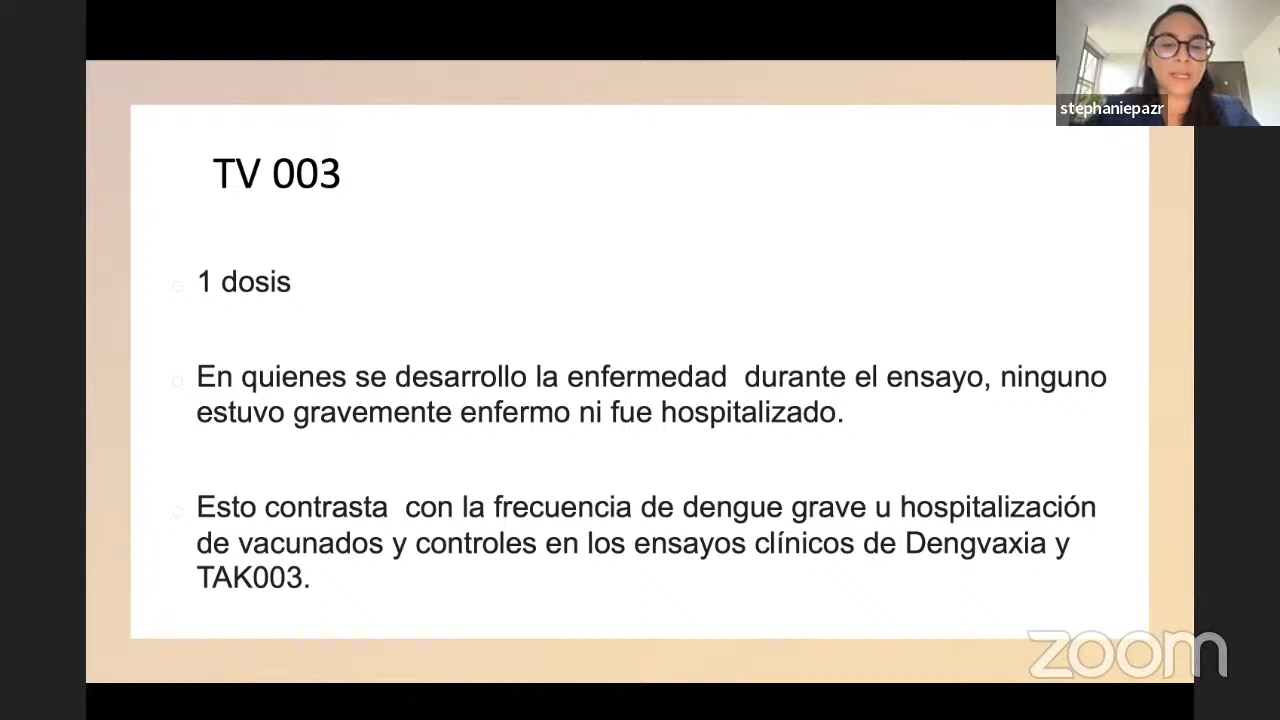 stephaniepazr
TV 003
1 dosis
En quienes se desarrollo la enfermedad durante el ensayo, ninguno
estuvo gravemente enfermo ni fue hospitalizado.
Esto contrasta con la frecuencia de dengue grave u hospitalización
de vacunados y controles en los ensayos clínicos de Dengvaxia y
TAK003.
zoom